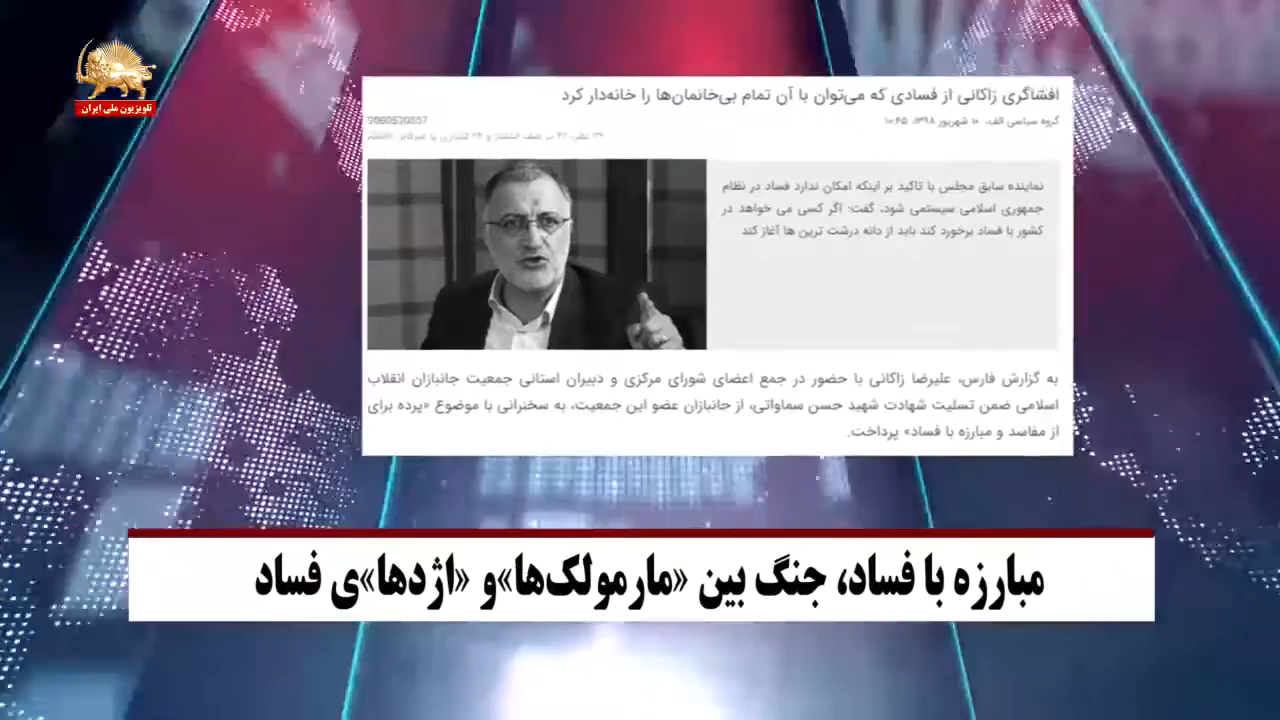 تلویزیون ملی ایران
افشاگری زاکانی از فسادی که می‌توان با آن تمام بی‌خانمان‌ها را خانه‌دار کرد
گروه سیاسی الف، ۱۰ شهریور ۱۳۹۸، ۱۰:۴۵
نماینده سابق مجلس با تاکید بر اینکه امکان ندارد فساد در نظام
جمهوری اسلامی سیستمی شود، گفت: اگر کسی می خواهد در
کشور با فساد برخورد کند باید از دانه درشت ترین ها آغاز کند
به گزارش فارس، علیرضا زاکانی با حضور در جمع اعضای شورای مرکزی و دبیران استانی جمعیت جانبازان انقلاب
اسلامی ضمن تسلیت شهادت شهید حسن سماواتی، از جانبازان عضو این جمعیت، به سخنرانی با موضوع «پرده برای
از مفاسد و مبارزه با فساد» پرداخت.
مبارزه با فساد، جنگ بین «مارمولک‌ها»و «اژدها»ی فساد